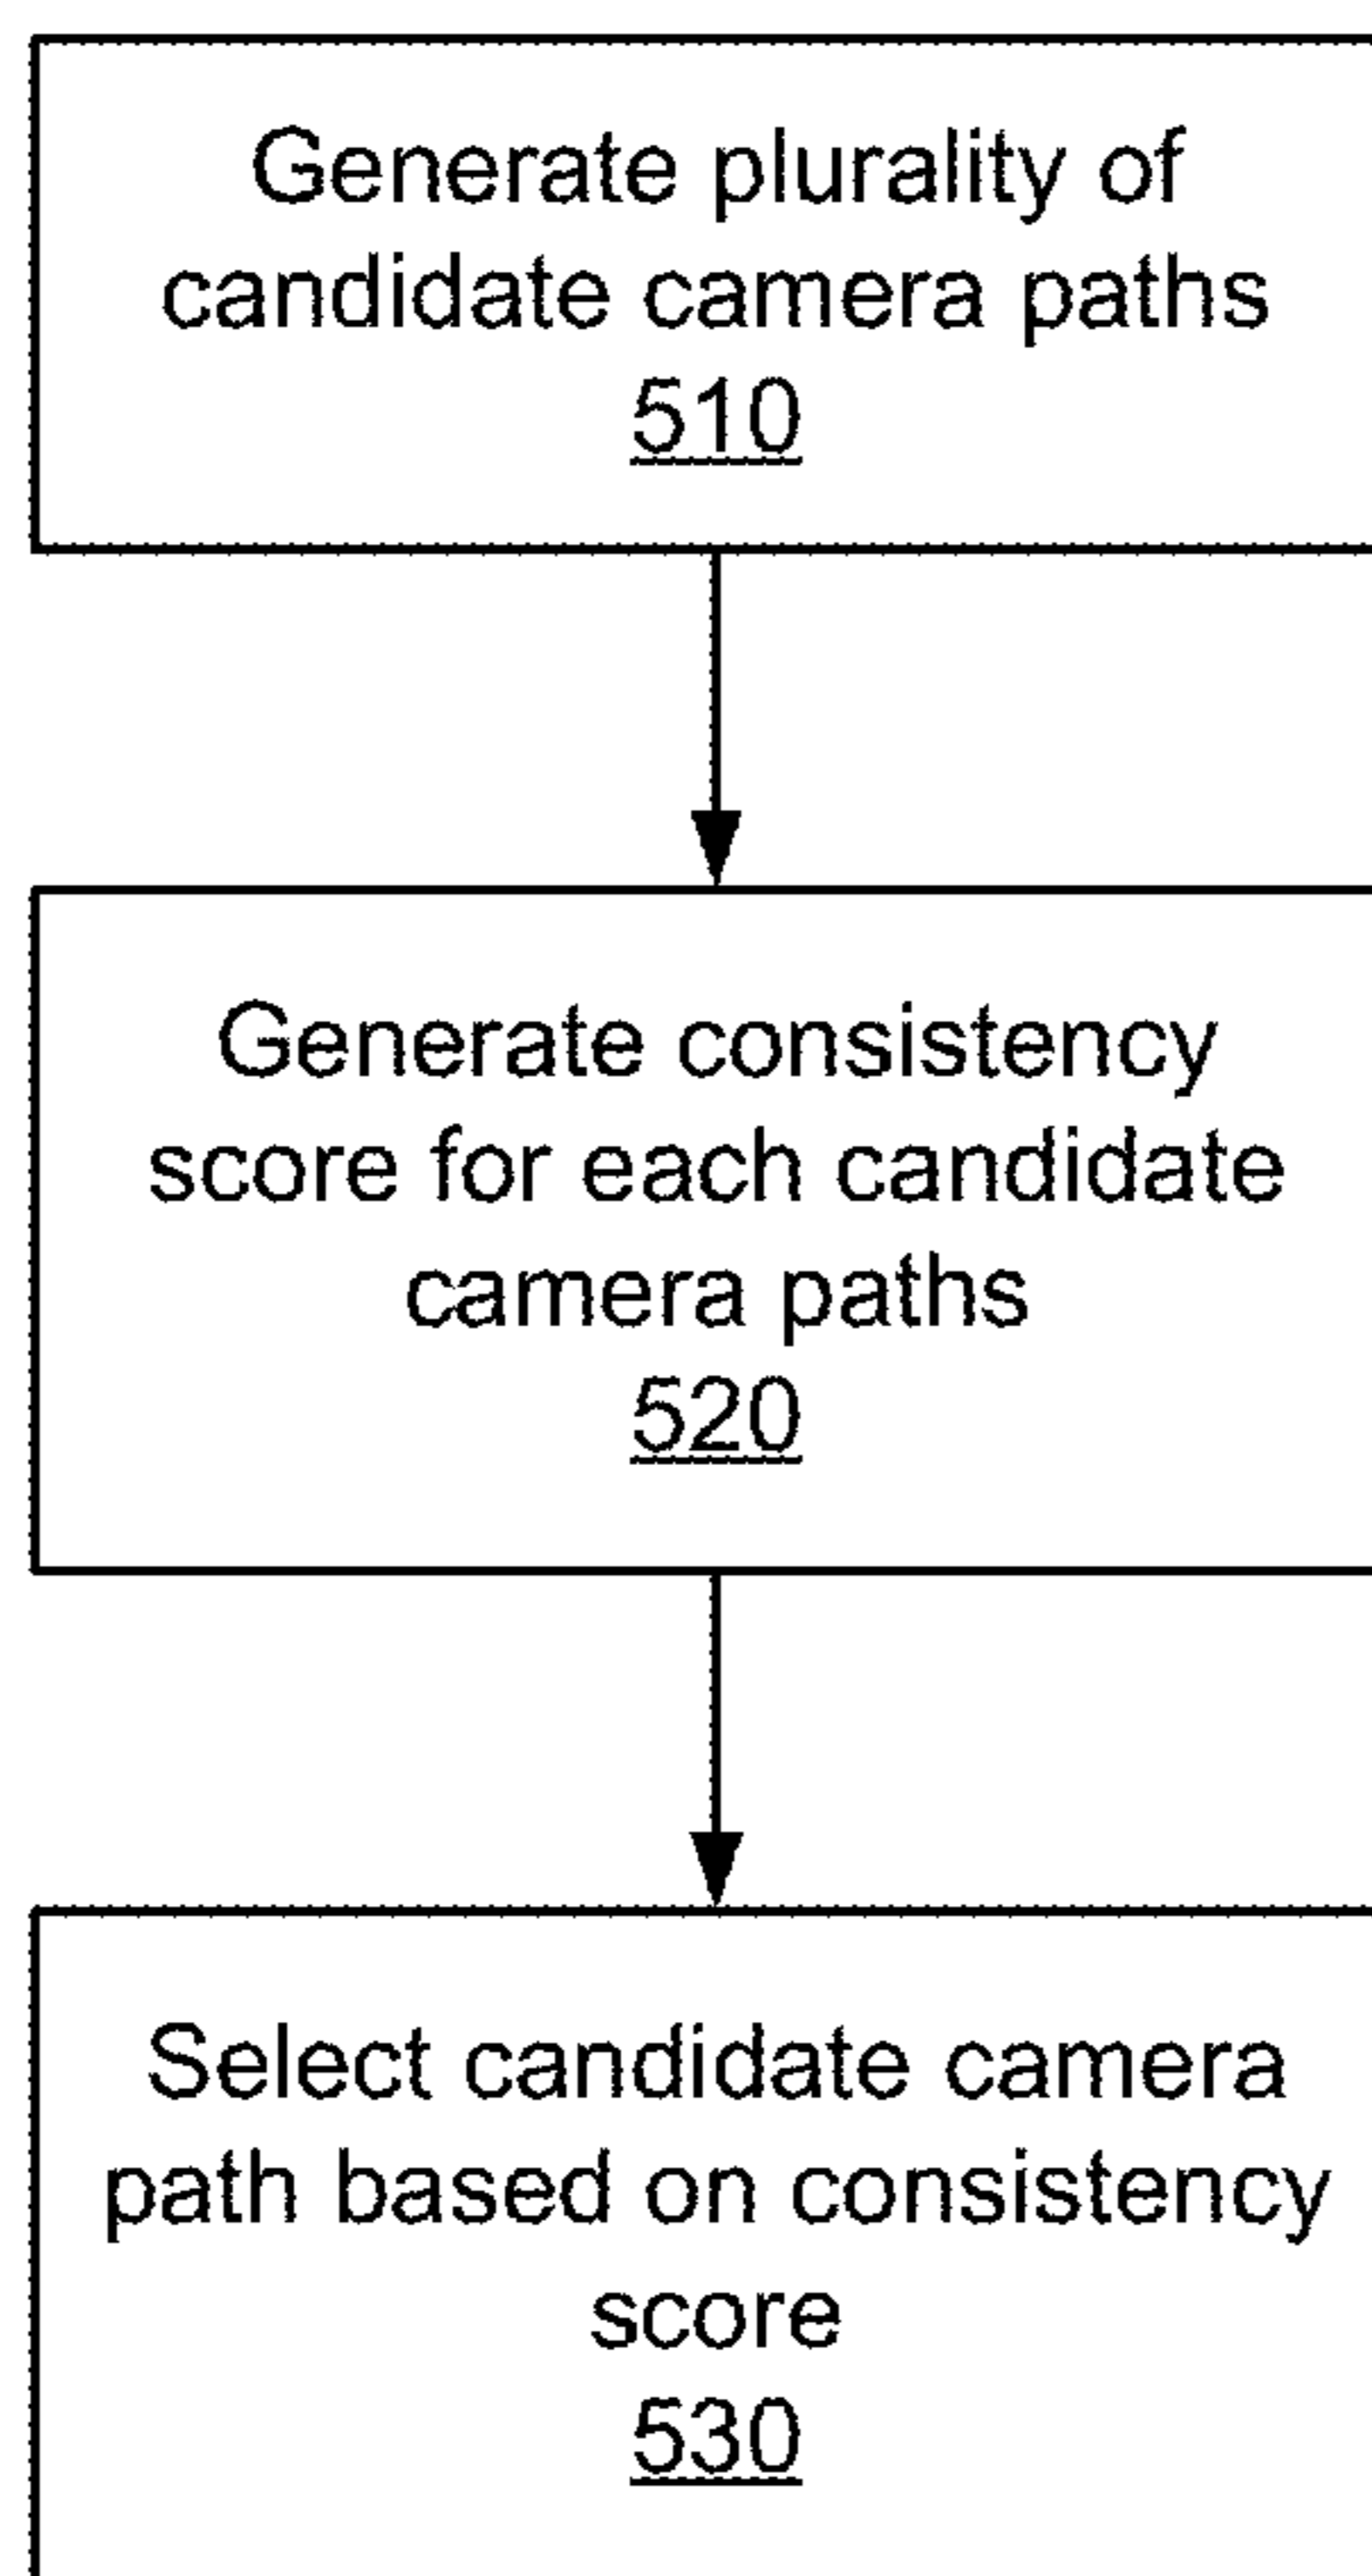 Generate plurality of
candidate camera paths
510
Generate consistency
score for each candidate
camera paths
520
Select candidate camera
path based on consistency
score
530